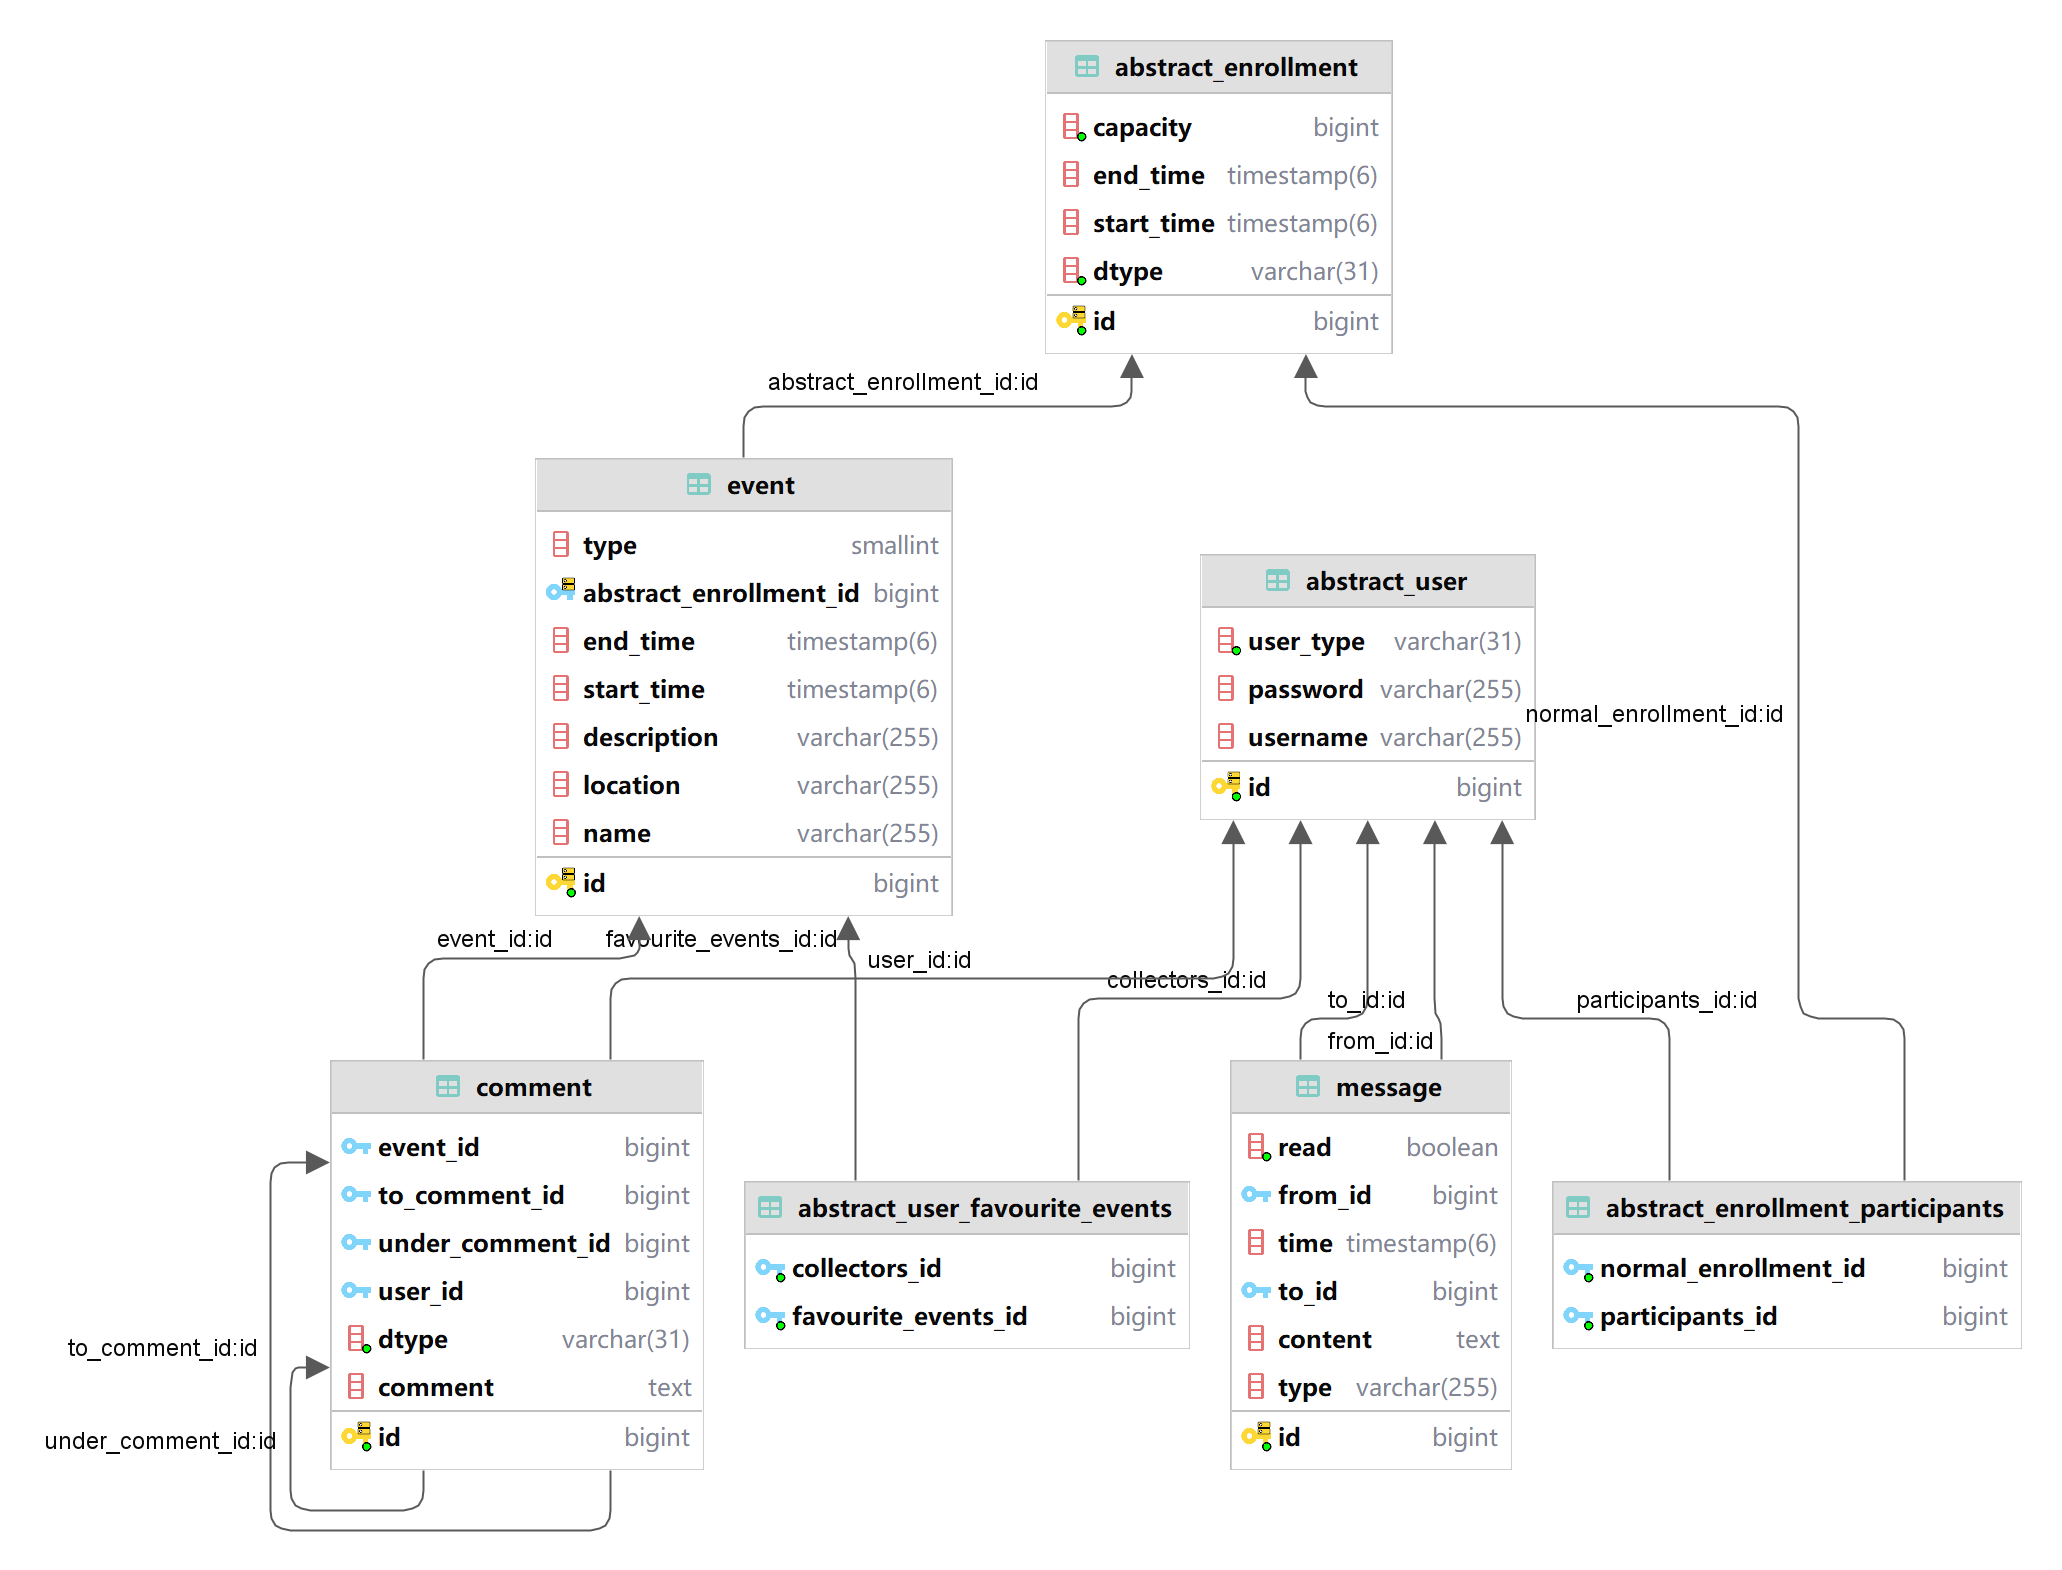 abstract_enrollment
capacity bigint
end_time timestamp(6)
start_time timestamp(6)
dtype varchar(31)
id bigint
abstract_enrollment_id:id
event
type smallint
abstract_enrollment_id bigint
end_time timestamp(6)
start_time timestamp(6)
description varchar(255)
location varchar(255)
name varchar(255)
id bigint
abstract_user
user_type varchar(31)
password varchar(255)
username varchar(255)
id bigint
normal_enrollment_id:id
event_id:id
favourite_events_id:id
user_id:id
collectors_id:id
to_id:id
from_id:id
participants_id:id
comment
event_id bigint
to_comment_id bigint
under_comment_id bigint
user_id bigint
dtype varchar(31)
comment text
id bigint
to_comment_id:id
under_comment_id:id
abstract_user_favourite_events
collectors_id bigint
favourite_events_id bigint
message
read boolean
from_id bigint
time timestamp(6)
to_id bigint
content text
type varchar(255)
id bigint
abstract_enrollment_participants
normal_enrollment_id bigint
participants_id bigint